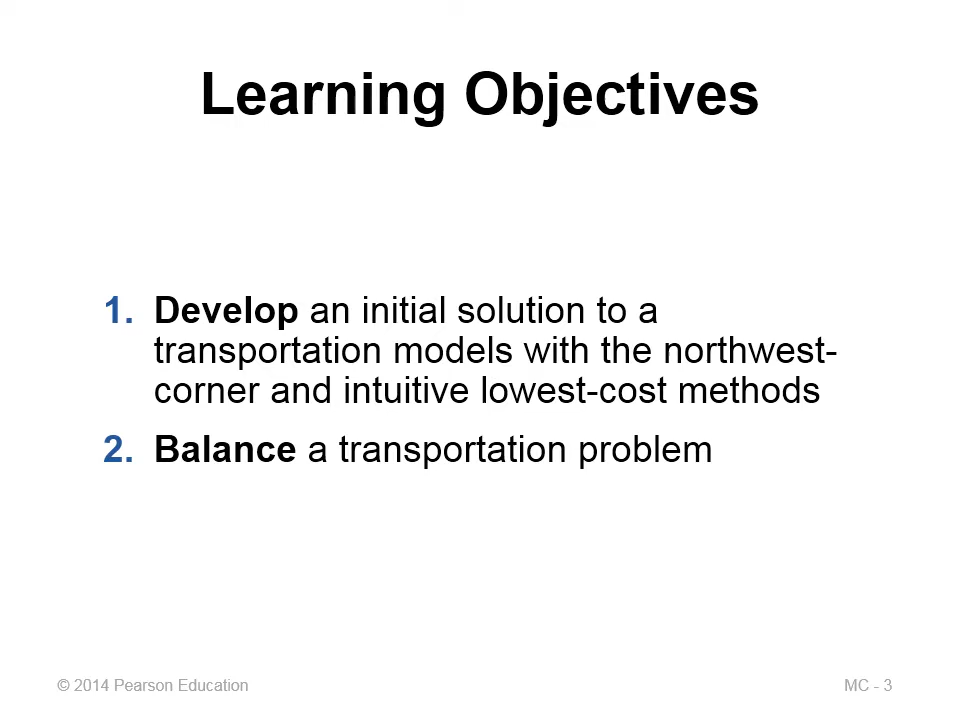 Learning Objectives
1. Develop an initial solution to a
transportation models with the northwest-
corner and intuitive lowest-cost methods
2. Balance a transportation problem
© 2014 Pearson Education
MC - 3